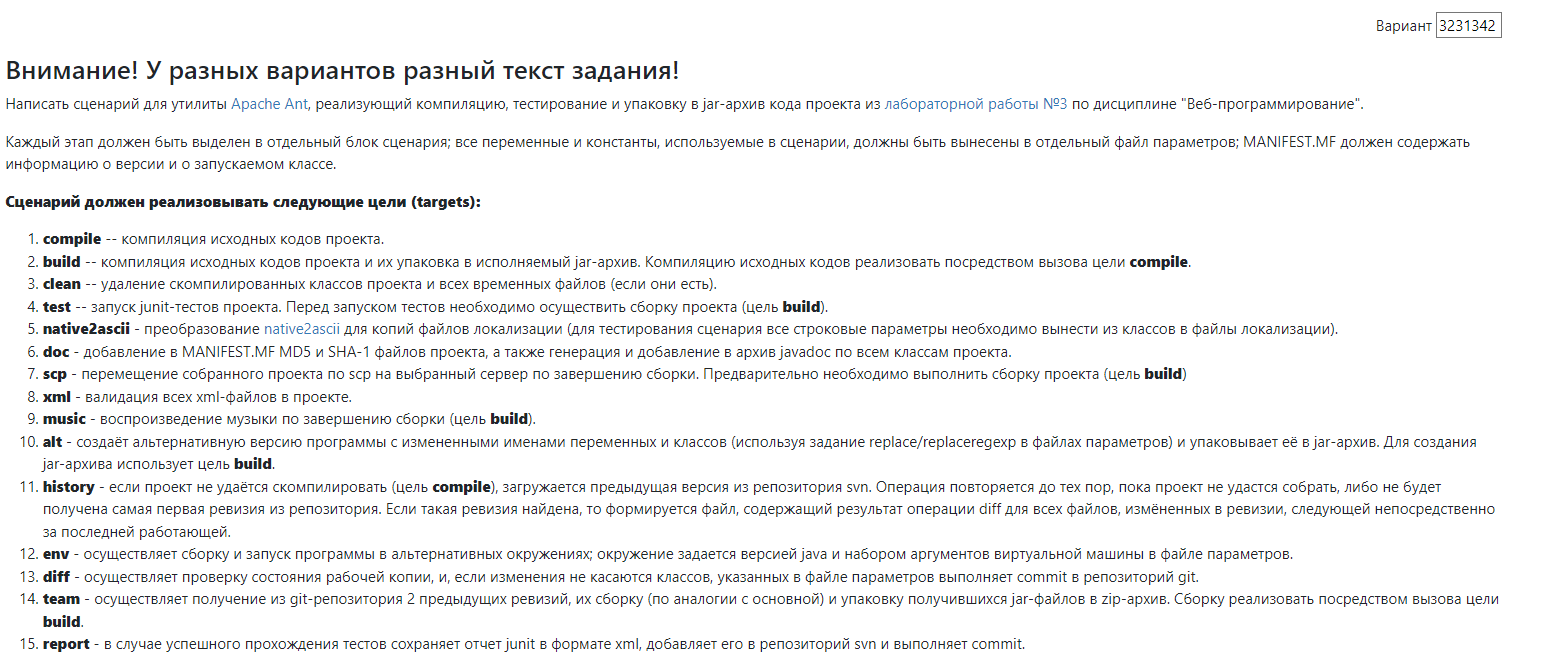 Вариант 3231342
Внимание! У разных вариантов разный текст задания!
Написать сценарий для утилиты Apache Ant, реализующий компиляцию, тестирование и упаковку в jar-архив кода проекта из лабораторной работы №3 по дисциплине "Веб-программирование".
Каждый этап должен быть выделен в отдельный блок сценария; все переменные и константы, используемые в сценарии, должны быть вынесены в отдельный файл параметров; MANIFEST.MF должен содержать
информацию о версии и о запускаемом классе.
Сценарий должен реализовывать следующие цели (targets):
1. compile -- компиляция исходных кодов проекта.
2. build -- компиляция исходных кодов проекта и их упаковка в исполняемый jar-архив. Компиляцию исходных кодов реализовать посредством вызова цели compile.
3. clean -- удаление скомпилированных классов проекта и всех временных файлов (если они есть).
4. test -- запуск junit-тестов проекта. Перед запуском тестов необходимо осуществить сборку проекта (цель build).
5. native2ascii - преобразование native2ascii для копий файлов локализации (для тестирования сценария все строковые параметры необходимо вынести из классов в файлы локализации).
6. doc - добавление в MANIFEST.MF MD5 и SHA-1 файлов проекта, а также генерация и добавление в архив javadoc по всем классам проекта.
7. scp - перемещение собранного проекта по scp на выбранный сервер по завершению сборки. Предварительно необходимо выполнить сборку проекта (цель build)
8. xml - валидация всех xml-файлов в проекте.
9. music - воспроизведение музыки по завершению сборки (цель build).
10. alt - создаёт альтернативную версию программы с измененными именами переменных и классов (используя задание replace/replaceregexp в файлах параметров) и упаковывает её в jar-архив. Для создания
jar-архива использует цель build.
11. history - если проект не удаётся скомпилировать (цель compile), загружается предыдущая версия из репозитория svn. Операция повторяется до тех пор, пока проект не удастся собрать, либо не будет
получена самая первая ревизия из репозитория. Если такая ревизия найдена, то формируется файл, содержащий результат операции diff для всех файлов, измёненных в ревизии, следующей непосредственно
за последней работающей.
12. env - осуществляет сборку и запуск программы в альтернативных окружениях; окружение задается версией java и набором аргументов виртуальной машины в файле параметров.
13. diff - осуществляет проверку состояния рабочей копии, и, если изменения не касаются классов, указанных в файле параметров выполняет commit в репозиторий git.
14. team - осуществляет получение из git-репозитория 2 предыдущих ревизий, их сборку (по аналогии с основной) и упаковку получившихся jar-файлов в zip-архив. Сборку реализовать посредством вызова цели
build.
15. report - в случае успешного прохождения тестов сохраняет отчет junit в формате xml, добавляет его в репозиторий svn и выполняет commit.